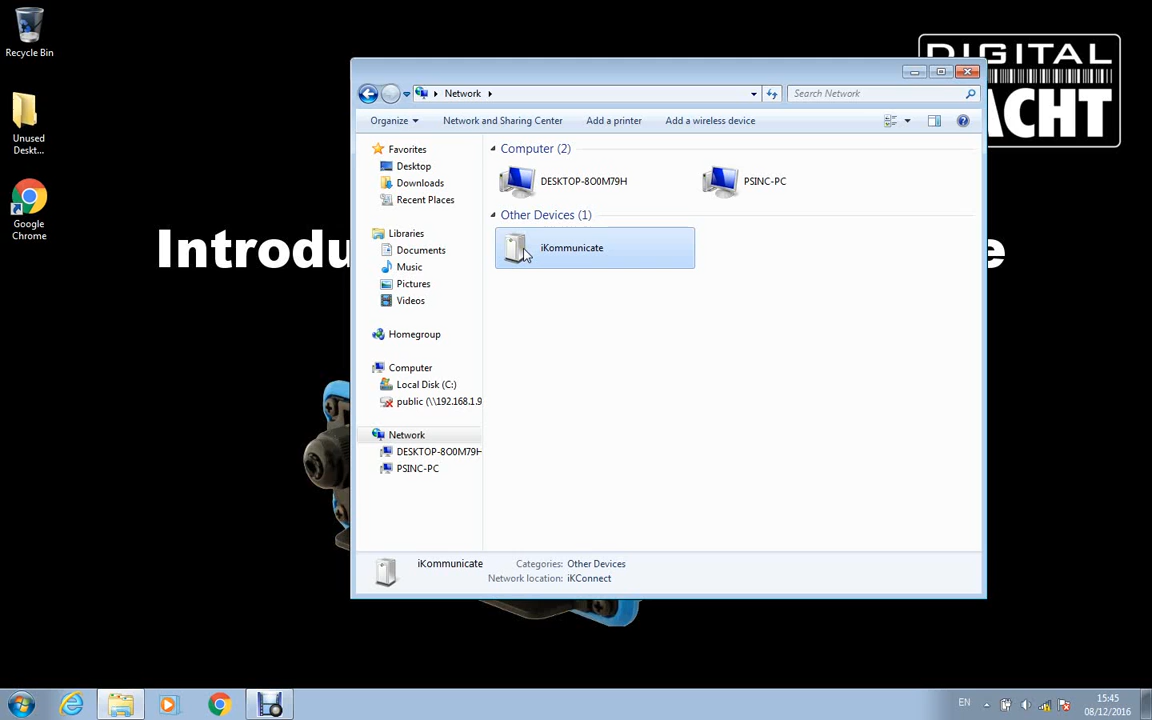 Recycle Bin
Unused
Deskt...
Google
Chrome
DIGITAL
ACHT
Introdu
e
Network
Search Network
Organize
Network and Sharing Center
Add a printer
Add a wireless device
Favorites
Desktop
Downloads
Recent Places
Libraries
Documents
Music
Pictures
Videos
Homegroup
Computer
Local Disk (C:)
public (\\192.168.1.9
Network
DESKTOP-8O0M79H
PSINC-PC
Computer (2)
DESKTOP-8O0M79H
PSINC-PC
Other Devices (1)
iKommunicate
iKommunicate
Categories: Other Devices
Network location: iKConnect
EN
15:45
08/12/2016